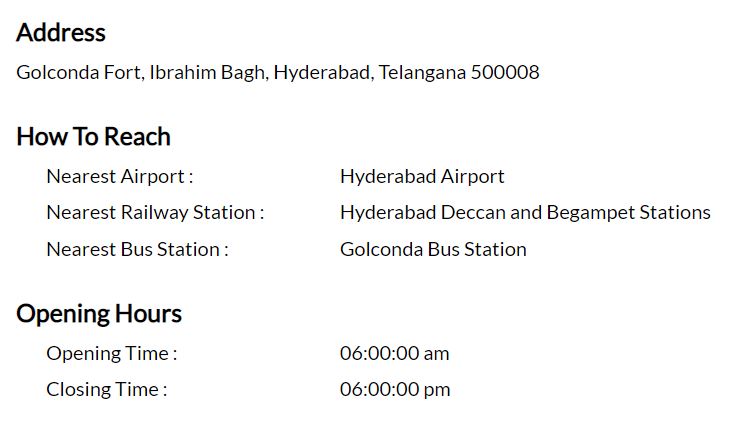 Address
Golconda Fort, Ibrahim Bagh, Hyderabad, Telangana 500008
How To Reach
Nearest Airport : Hyderabad Airport
Nearest Railway Station : Hyderabad Deccan and Begampet Stations
Nearest Bus Station : Golconda Bus Station
Opening Hours
Opening Time : 06:00:00 am
Closing Time : 06:00:00 pm